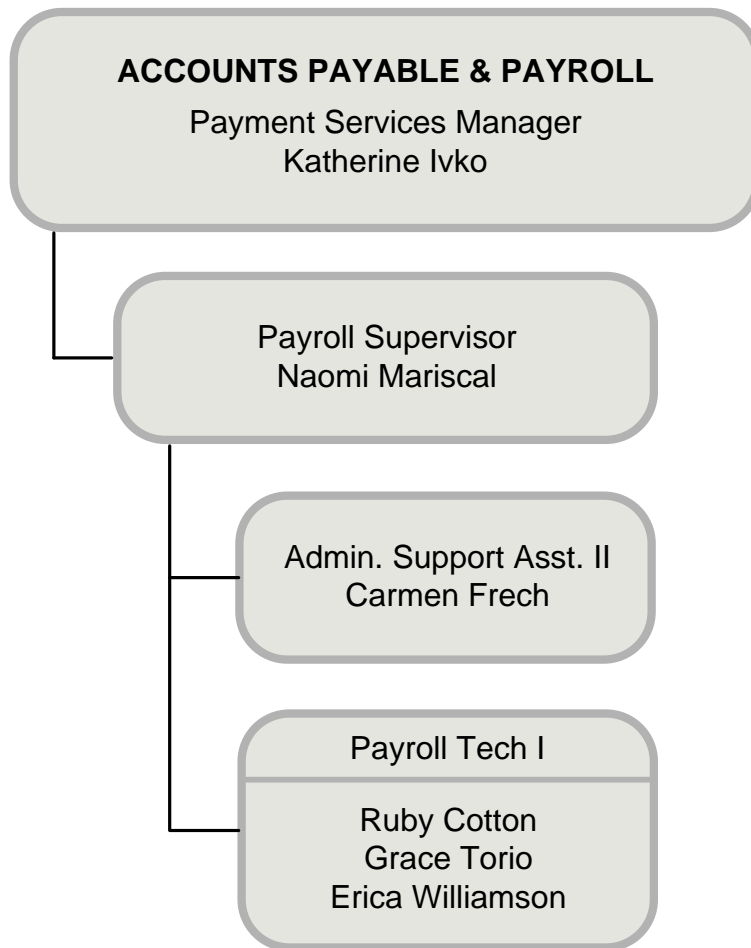 ACCOUNTS PAYABLE & PAYROLL
Payment Services Manager
Katherine Ivko
Payroll Supervisor
Naomi Mariscal
Admin. Support Asst. II
Carmen Frech
Payroll Tech I
Ruby Cotton
Grace Torio
Erica Williamson